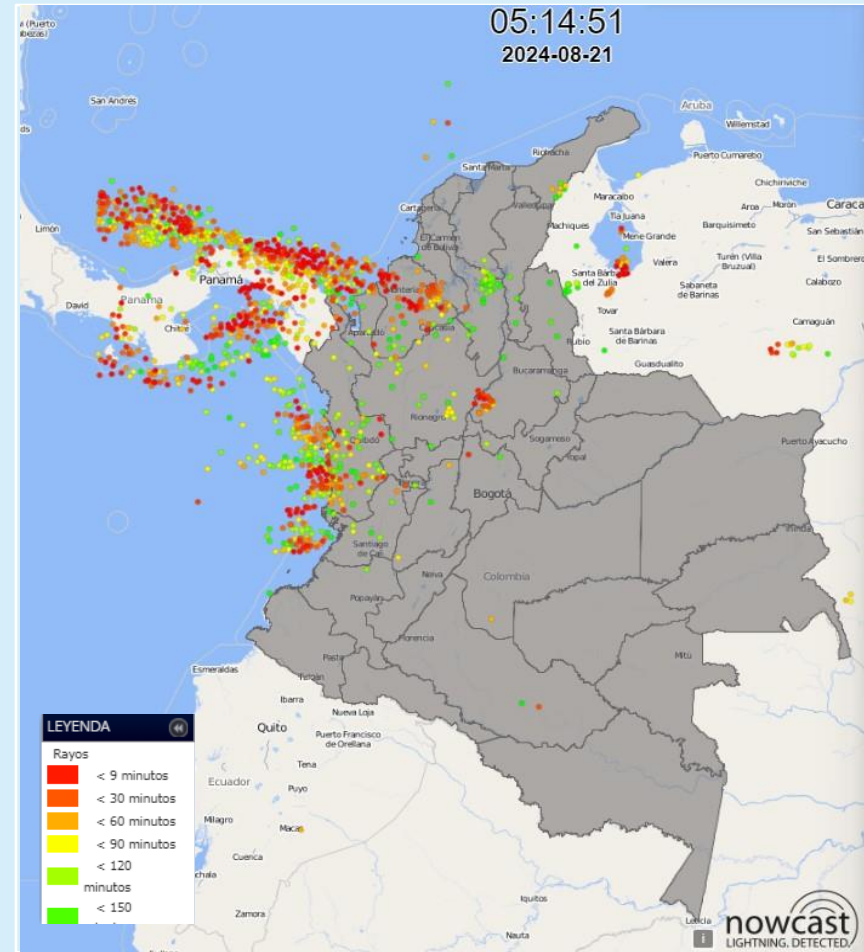 05:14:51
2024-08-21
San Andrés
Aruba
Willemstad
Riohacha
Puerto Cumarebo
Santa Marta
Chichiriviche
Maracaibo
Cartagena
Valledupar
Caraca
Tía Juana
Aroa
Morón
Limón
Machiques
Barquisimeto
San Sebastián
El Carmen
de Bolívar
Mene Grande
Turén (Villa
Bruzual)
El Sombrero
Valera
Panamá
Santa Bárb
del Zulia
Sabaneta
de Barinas
Calabozo
David
Panamá
Montería
Tovar
Camaguán
Chitré
Caucasia
Apartadó
Rubio
Santa Bárbara
de Barinas
Guasdualito
Bucaramanga
Rionegro
Puerto Ayacucho
Quibdó
Sogamoso
Yopal
Bogotá
Santiago
de Cali
Neiva
Colombia
Popayán
Florencia
Mitú
Pasto
Esmeraldas
Ibarra
Nueva Loja
LEYENDA
Quito
Puerto Francisco
de Orellana
Rayos
Tena
< 9 minutos
Ecuador
Puyo
< 30 minutos
< 60 minutos
Milagro
Macas
< 90 minutos
Cuenca
< 120
minutos
chala
< 150
Iquitos
Zamora
Leticia
Nauta
nowcast
LIGHTNING. DETECTED.